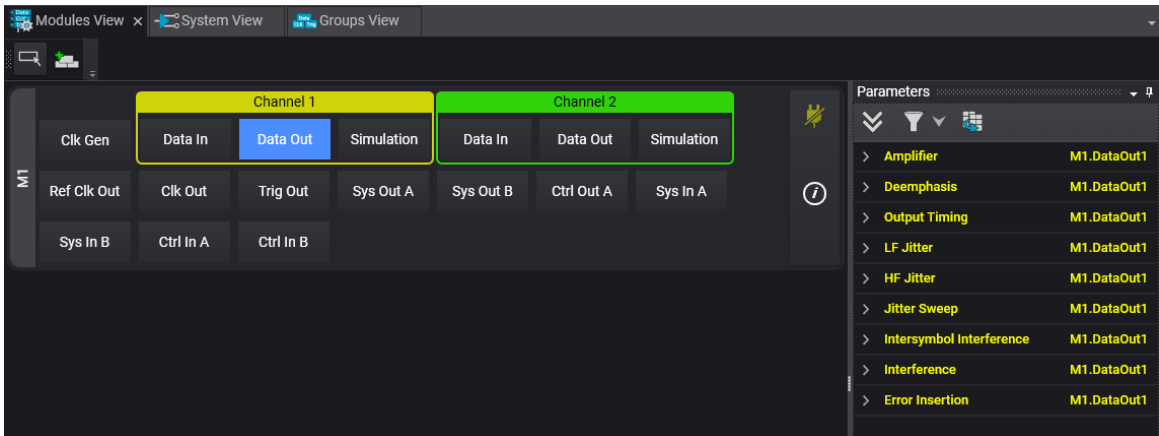 Modules View × System View Groups View
Channel 1 Channel 2
Clk Gen Data In Data Out Simulation Data In Data Out Simulation
M1
Ref Clk Out Clk Out Trig Out Sys Out A Sys Out B Ctrl Out A Sys In A
Sys In B Ctrl In A Ctrl In B
Parameters
Amplifier M1.DataOut1
Deemphasis M1.DataOut1
Output Timing M1.DataOut1
LF Jitter M1.DataOut1
HF Jitter M1.DataOut1
Jitter Sweep M1.DataOut1
Intersymbol Interference M1.DataOut1
Interference M1.DataOut1
Error Insertion M1.DataOut1